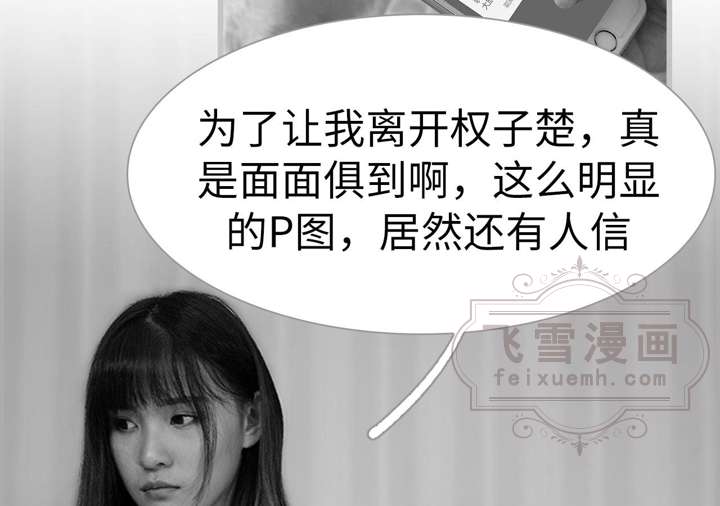 为了让我离开权子楚，真
是面面俱到啊，这么明显
的P图，居然还有人信
飞雪漫画
feixuemh.com